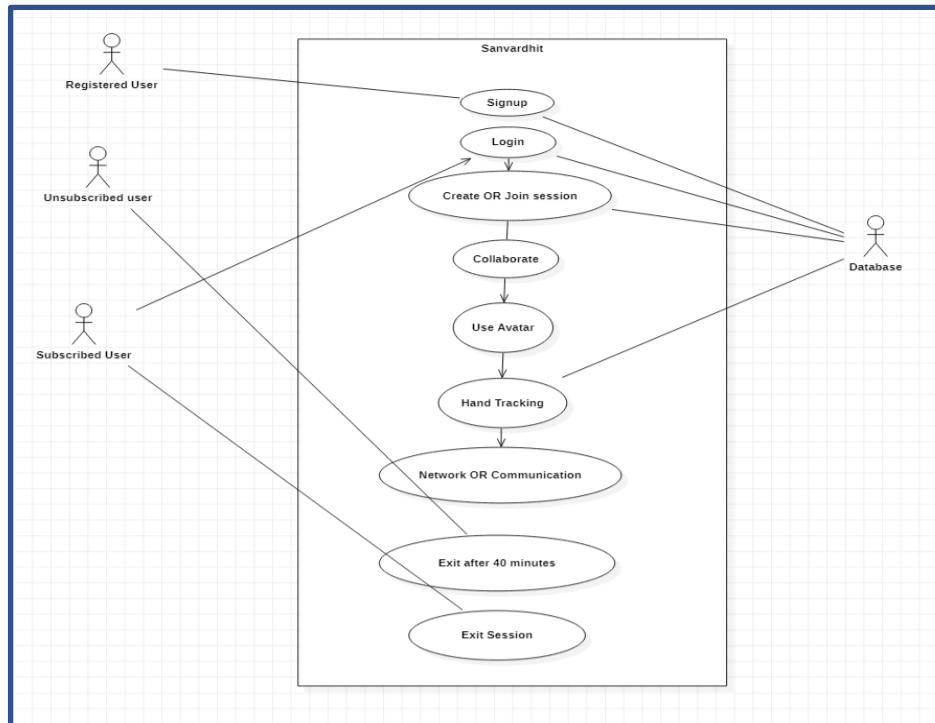 Sanvardhit
Registered User
Signup
Login
Unsubscribed user
Create OR Join session
Collaborate
Database
Use Avatar
Subscribed User
Hand Tracking
Network OR Communication
Exit after 40 minutes
Exit Session